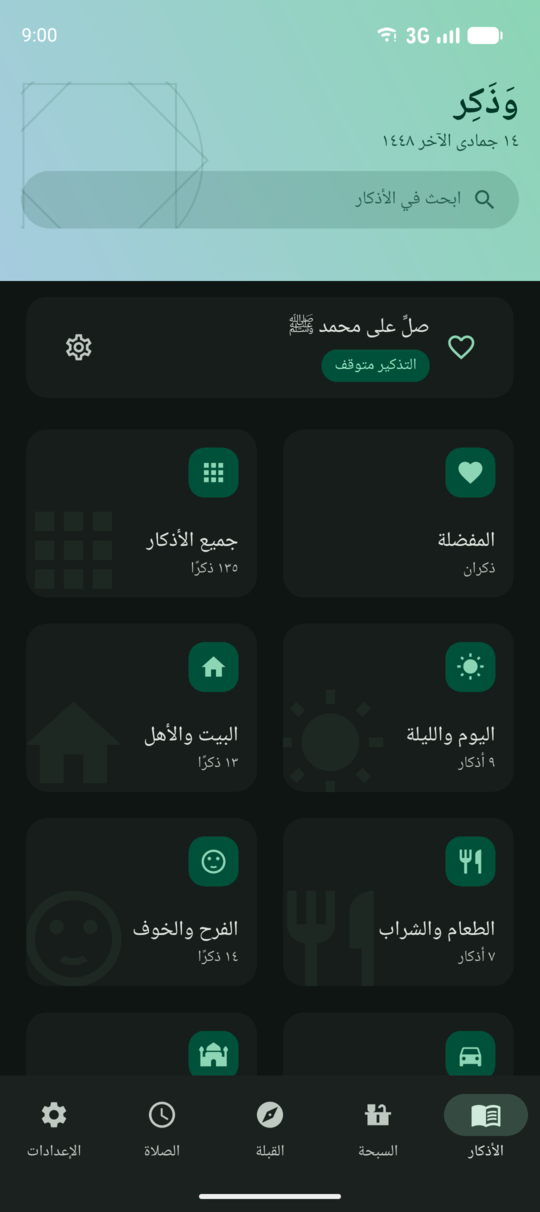 9:00
3G
وَذَكِر
١٤ جمادى الآخر ١٤٤٨
ابحث في الأذكار
صلِّ على محمد ﷺ
التذكير متوقف
المفضلة
ذكران
جميع الأذكار
١٣٥ ذكرًا
اليوم والليلة
٩ أذكار
البيت والأهل
١٣ ذكرًا
الطعام والشراب
٧ أذكار
الفرح والخوف
١٤ ذكرًا
الأذكار
السبحة
القبلة
الصلاة
الإعدادات